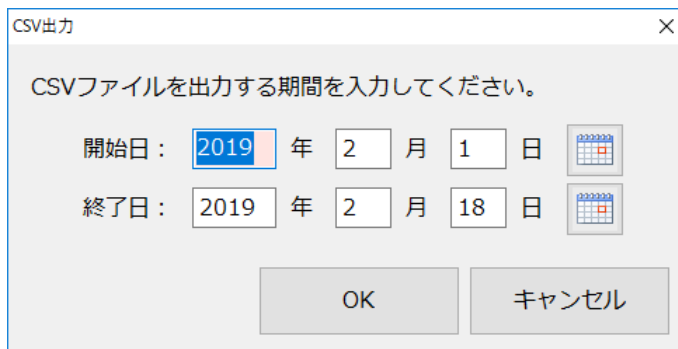 CSV出力
CSVファイルを出力する期間を入力してください。
開始日： 2019 年 2 月 1 日
終了日： 2019 年 2 月 18 日
OK キャンセル